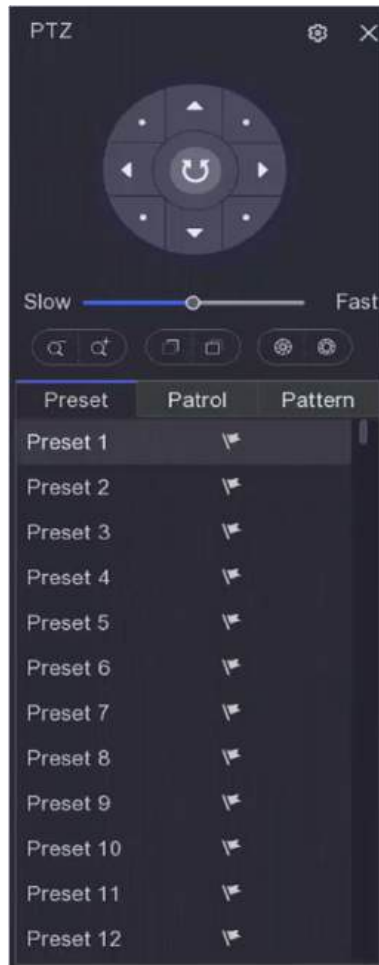 PTZ
Slow Fast
Preset Patrol Pattern
Preset 1
Preset 2
Preset 3
Preset 4
Preset 5
Preset 6
Preset 7
Preset 8
Preset 9
Preset 10
Preset 11
Preset 12